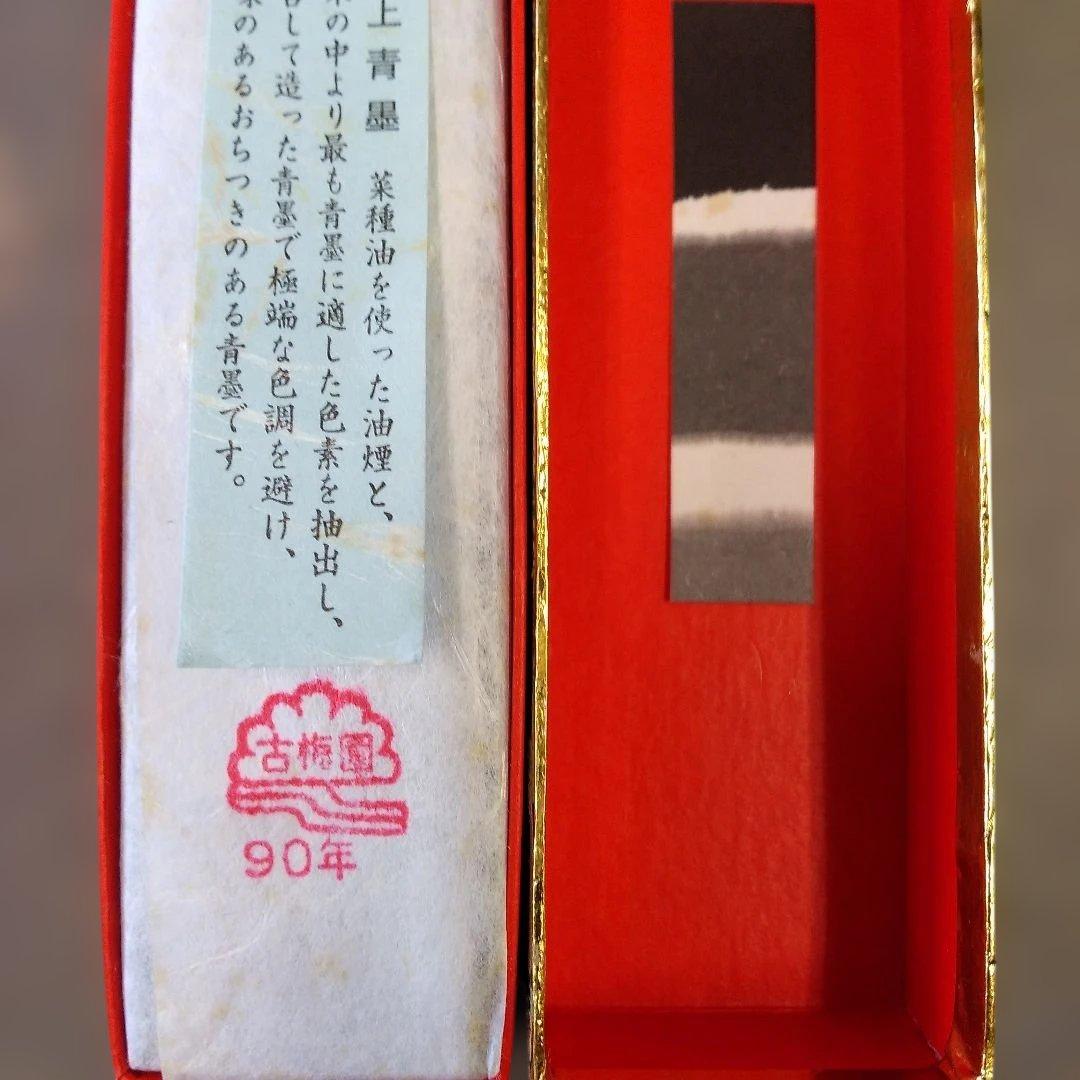 上青墨 菜種油を使った油煙と、
の中より最も青墨に適した色素を抽出し、
して造った青墨で極端な色調を避け、
のあるおちつきのある青墨です。
古梅園
90年